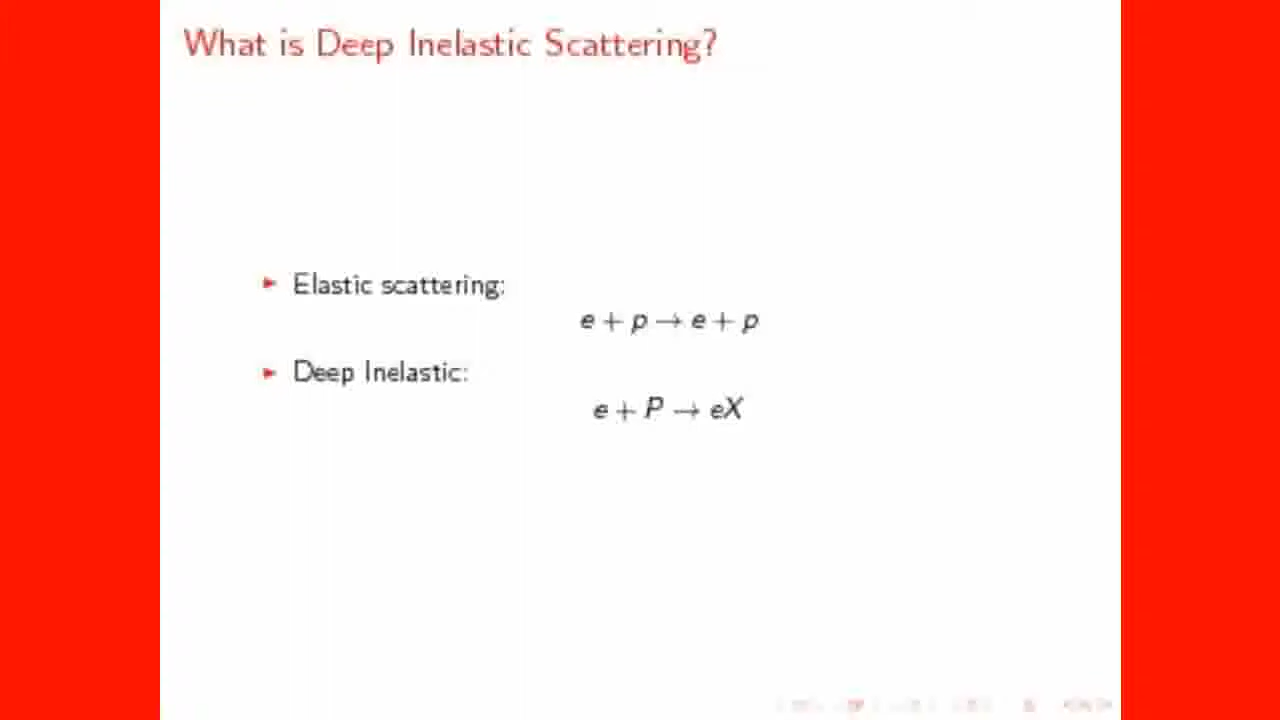 What is Deep Inelastic Scattering?
Elastic scattering:
e + p → e + p
Deep Inelastic:
e + P → eX